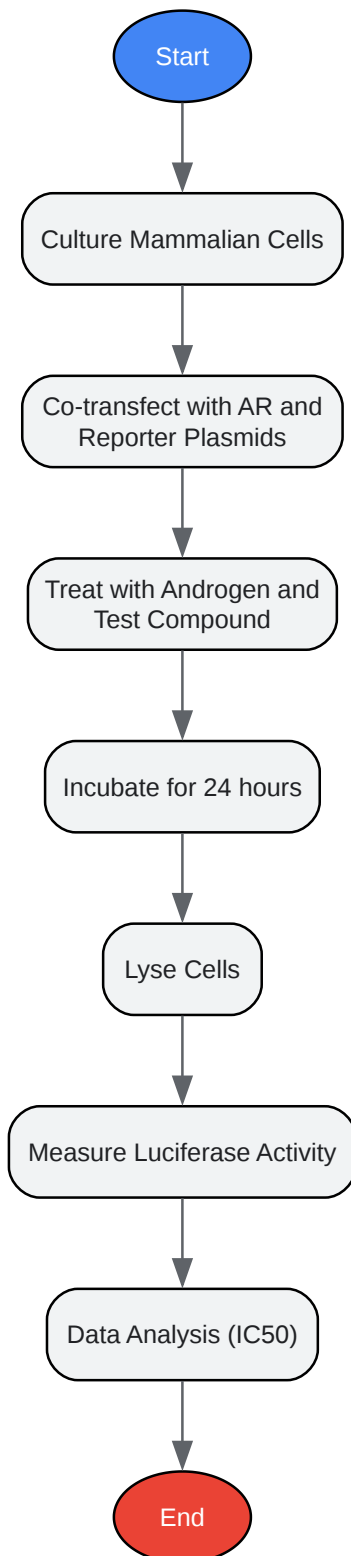 Start
Culture Mammalian Cells
Co-transfect with AR and
Reporter Plasmids
Treat with Androgen and
Test Compound
Incubate for 24 hours
Lyse Cells
Measure Luciferase Activity
Data Analysis (IC50)
End